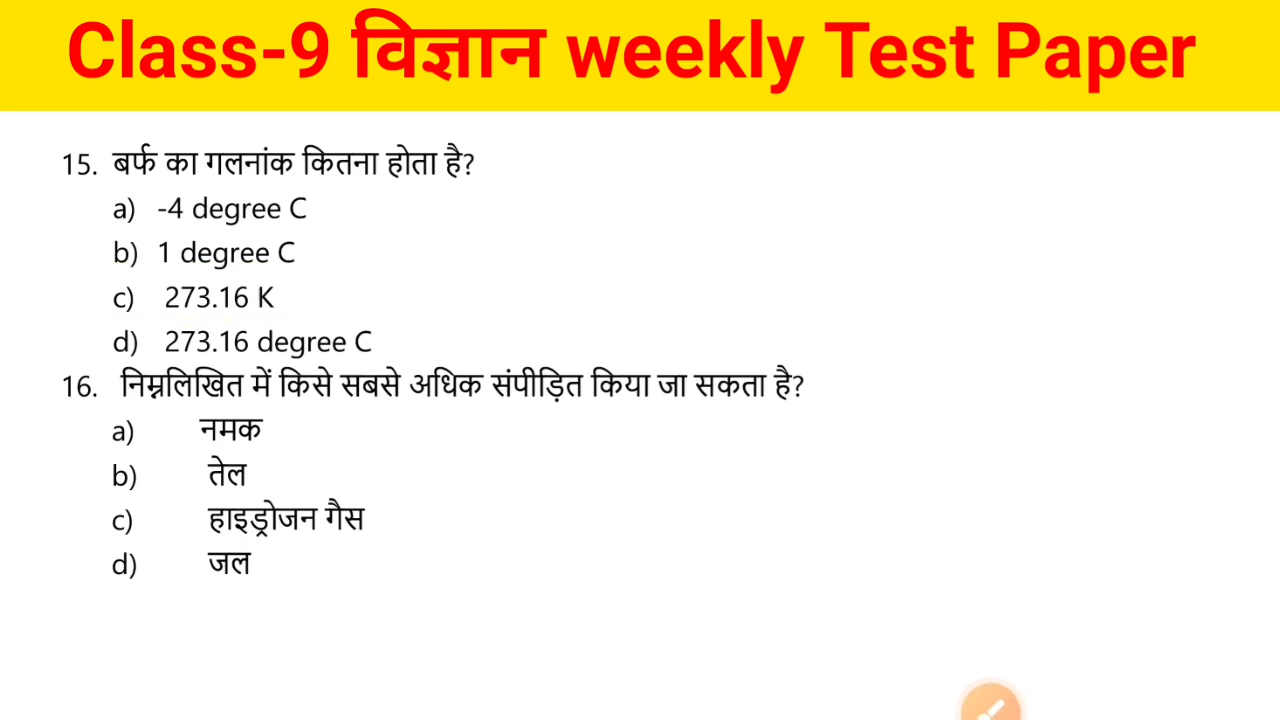 Class-9 विज्ञान weekly Test Paper
15. बर्फ का गलनांक कितना होता है?
a) -4 degree C
b) 1 degree C
c) 273.16 K
d) 273.16 degree C
16. निम्नलिखित में किसे सबसे अधिक संपीड़ित किया जा सकता है?
a) नमक
b) तेल
c) हाइड्रोजन गैस
d) जल